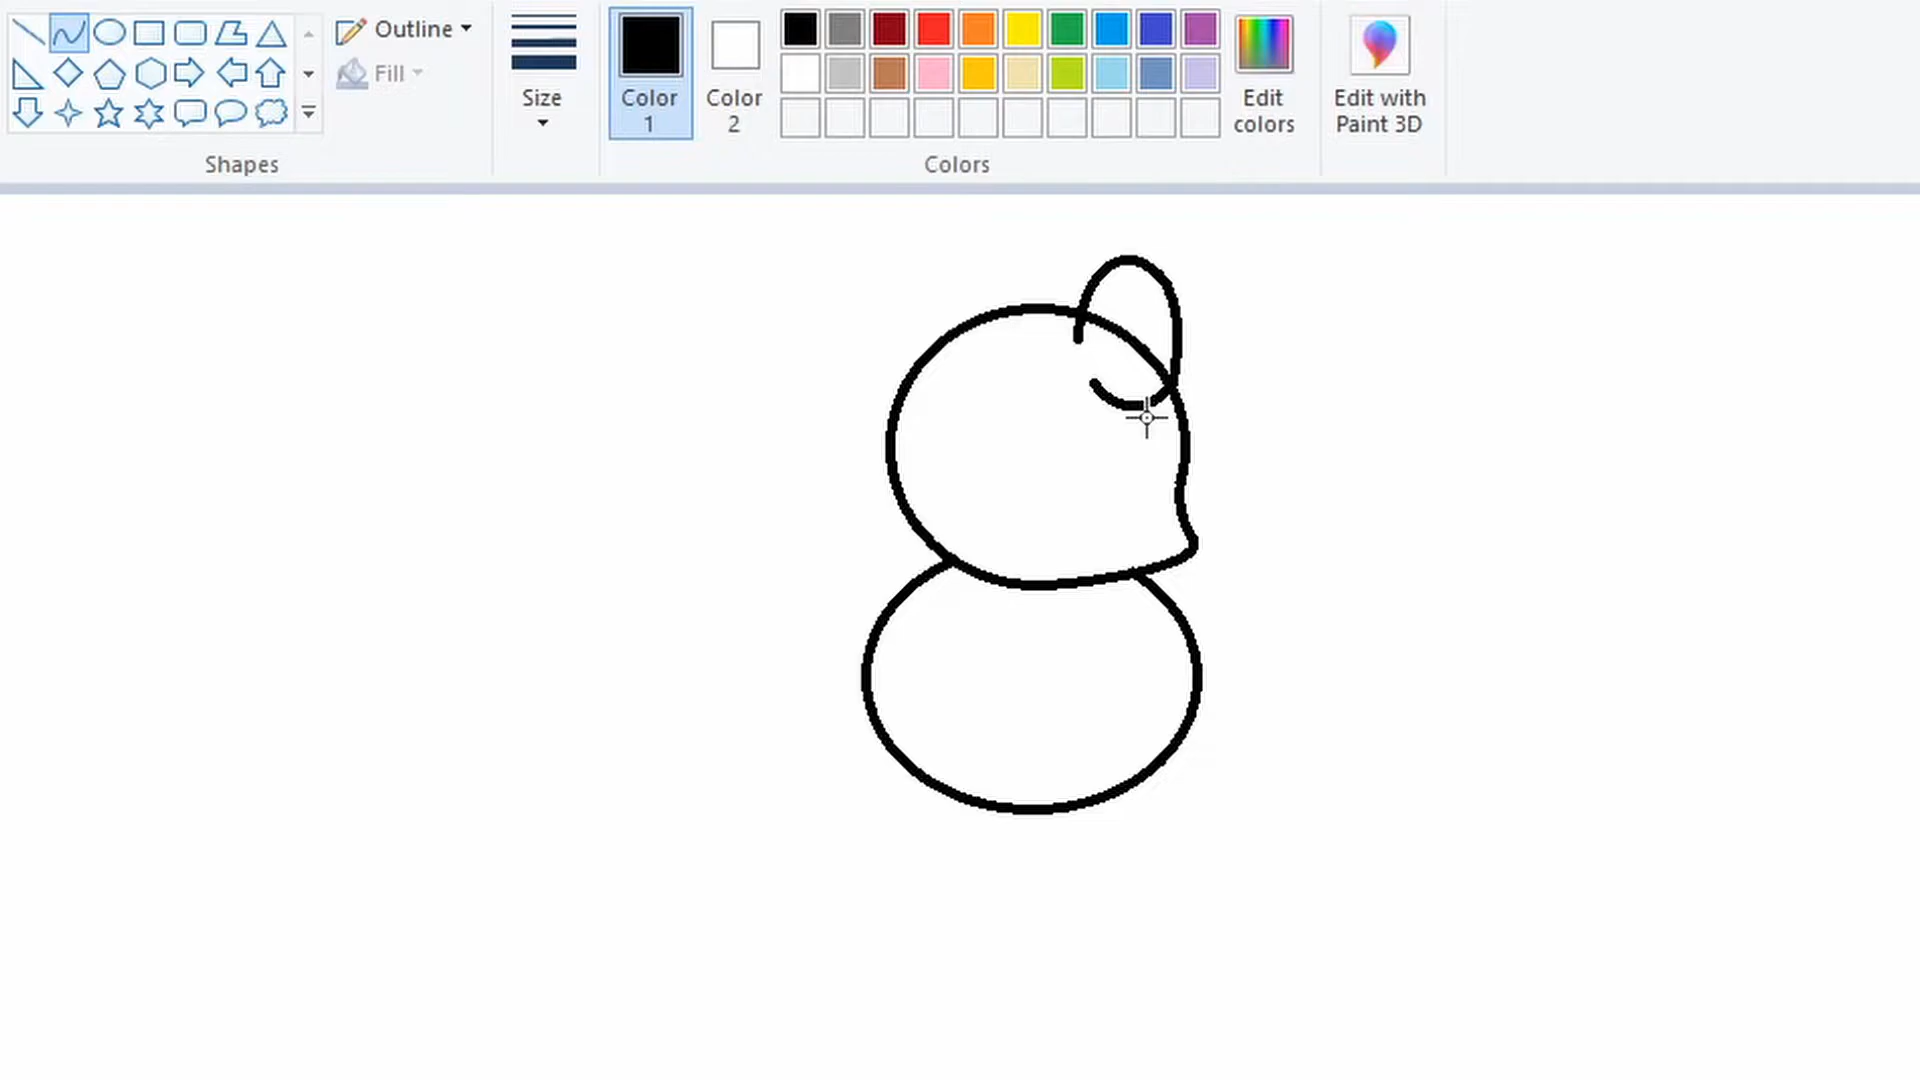 Outline
Fill
Shapes
Size
Color
1
Color
2
Colors
Edit
colors
Edit with
Paint 3D